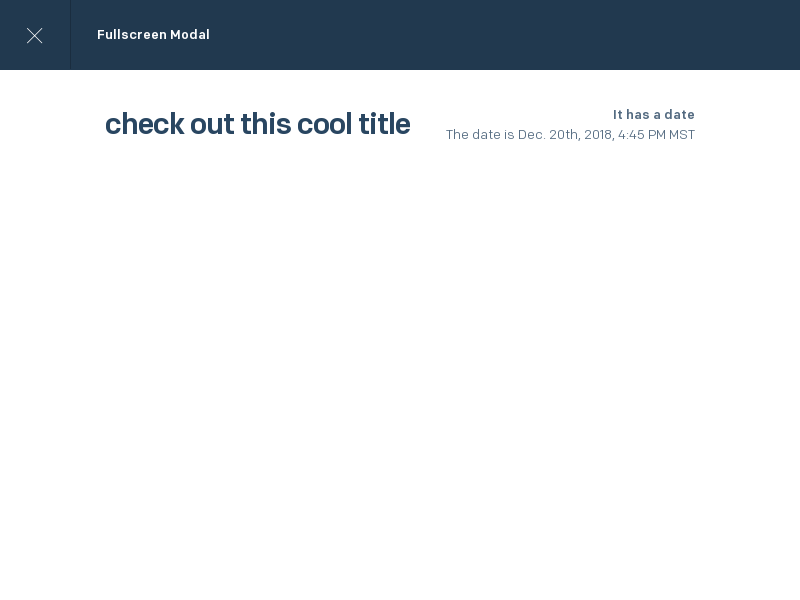 Fullscreen Modal
check out this cool title
It has a date
The date is Dec. 20th, 2018, 4:45 PM MST